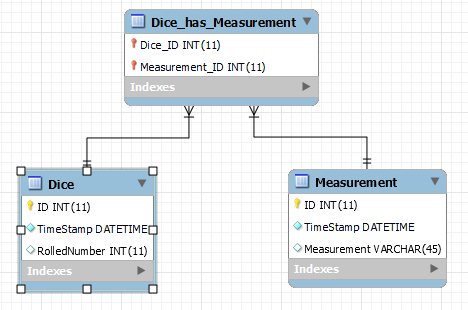 Dice_has_Measurement
Dice_ID INT(11)
Measurement_ID INT(11)
Indexes
Dice
ID INT(11)
TimeStamp DATETIME
RolledNumber INT(11)
Indexes
Measurement
ID INT(11)
TimeStamp DATETIME
Measurement VARCHAR(45)
Indexes